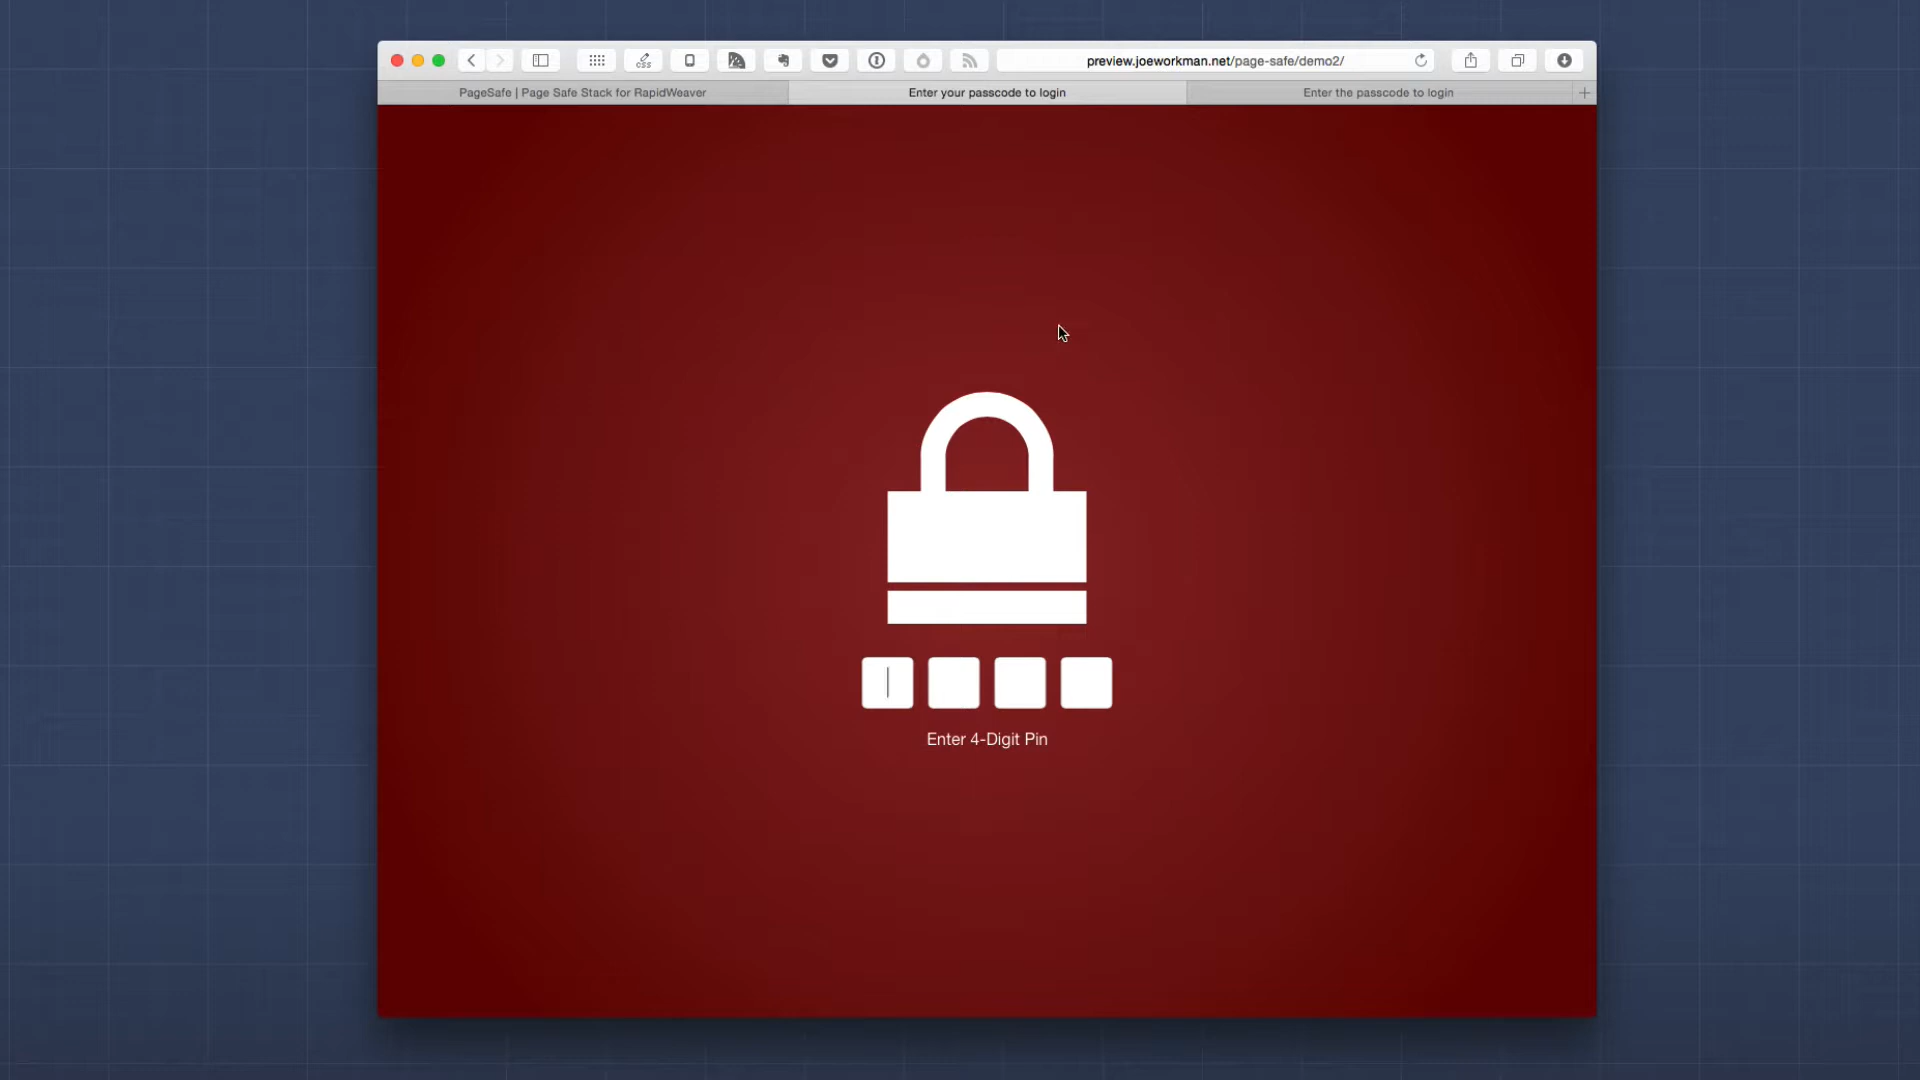 css
preview.joeworkman.net/page-safe/demo2/
PageSafe | Page Safe Stack for RapidWeaver
Enter your passcode to login
Enter the passcode to login
Enter 4-Digit Pin